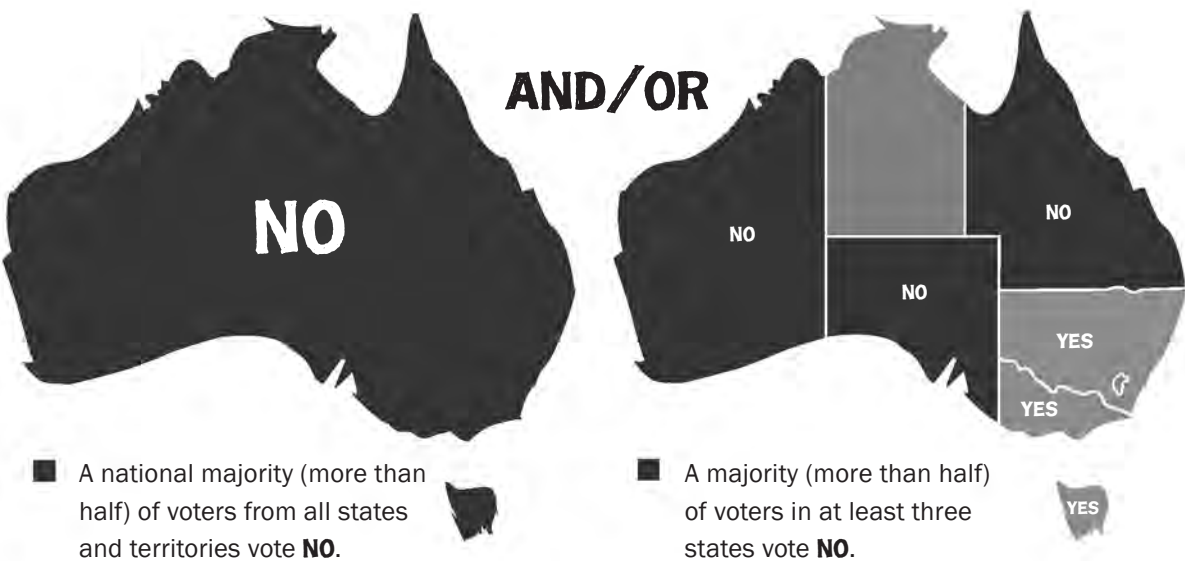 AND/OR
NO
NO
NO
NO
YES
YES
A national majority (more than
half) of voters from all states
and territories vote NO.
A majority (more than half)
of voters in at least three
states vote NO.
YES